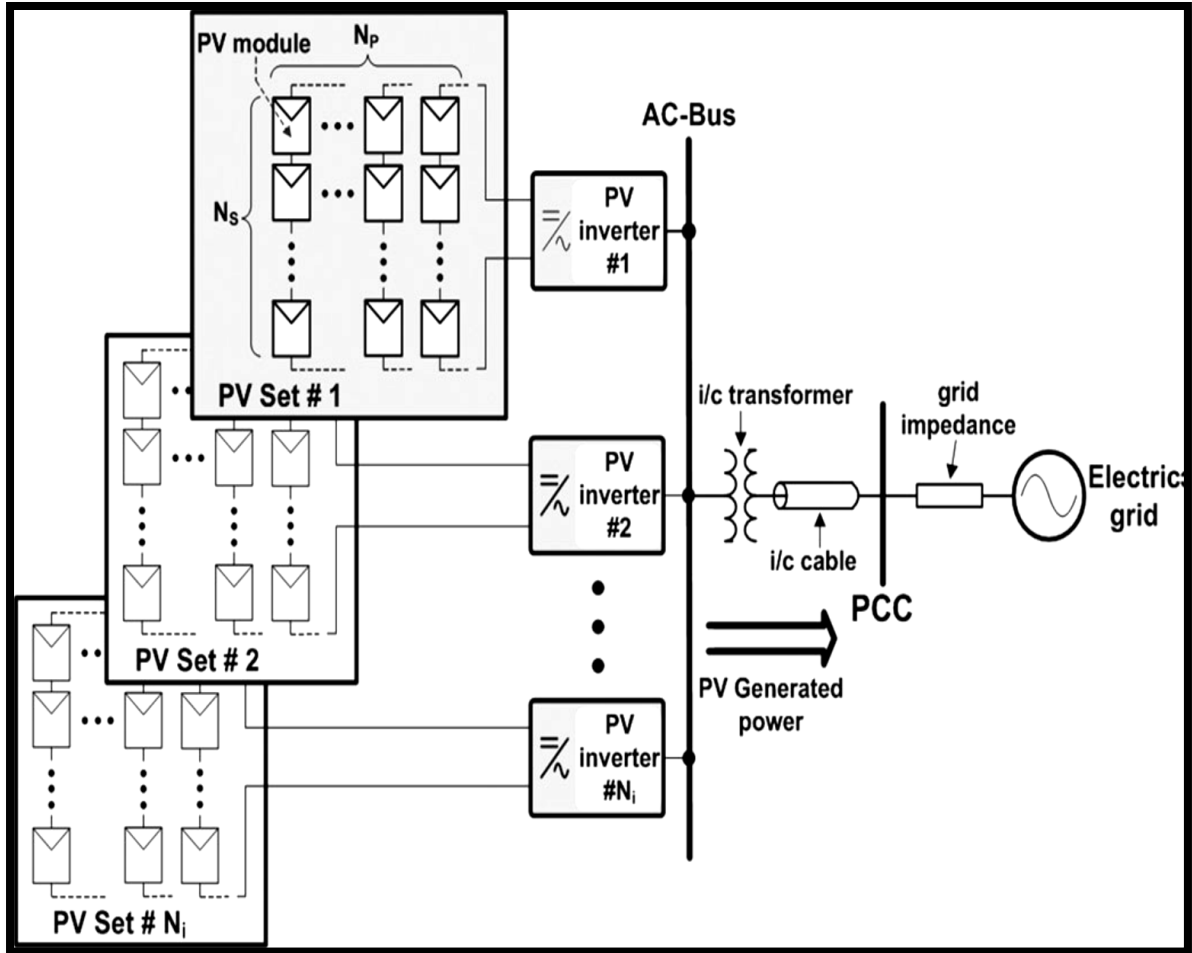 PV module
NP
NS
PV Set # 1
PV Set # 2
PV Set # Ni
PV
inverter
#1
PV
inverter
#2
PV
inverter
#Ni
AC-Bus
i/c transformer
i/c cable
PV Generated
power
PCC
grid
impedance
Electrica
grid